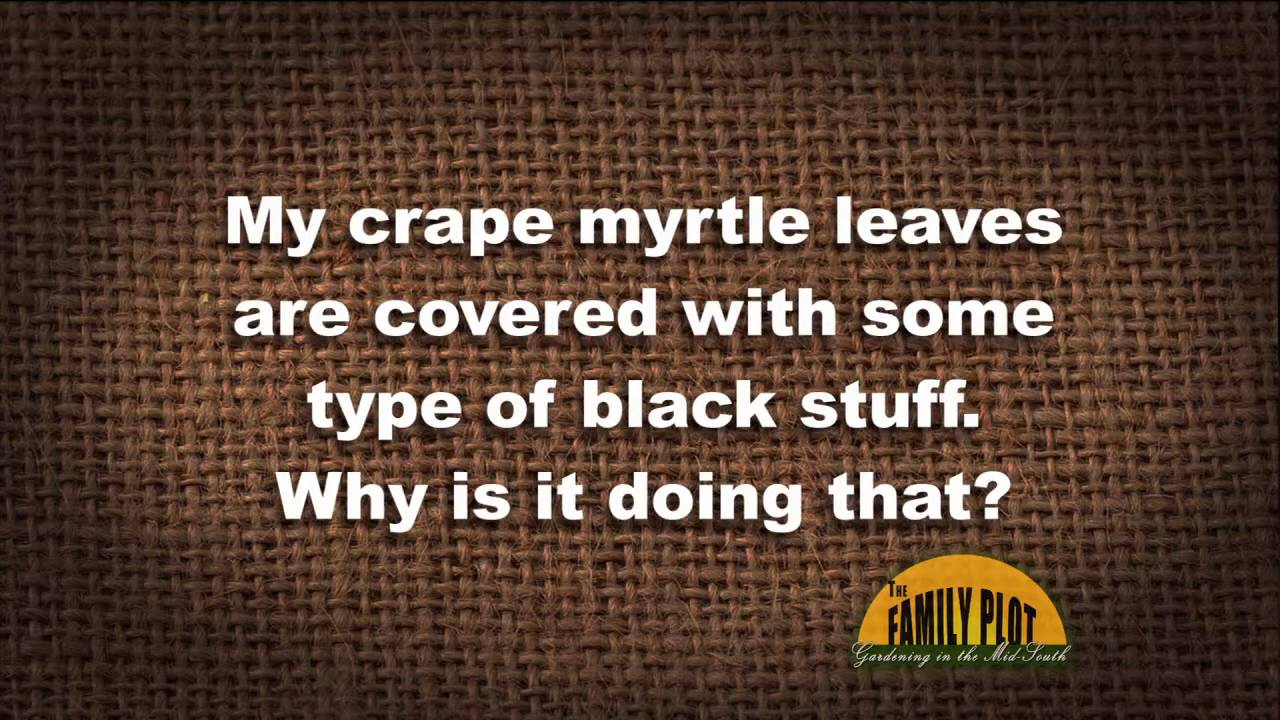 My crape myrtle leaves
are covered with some
type of black stuff.
Why is it doing that?
THE
FAMILY PLOT
Gardening in the Mid-South